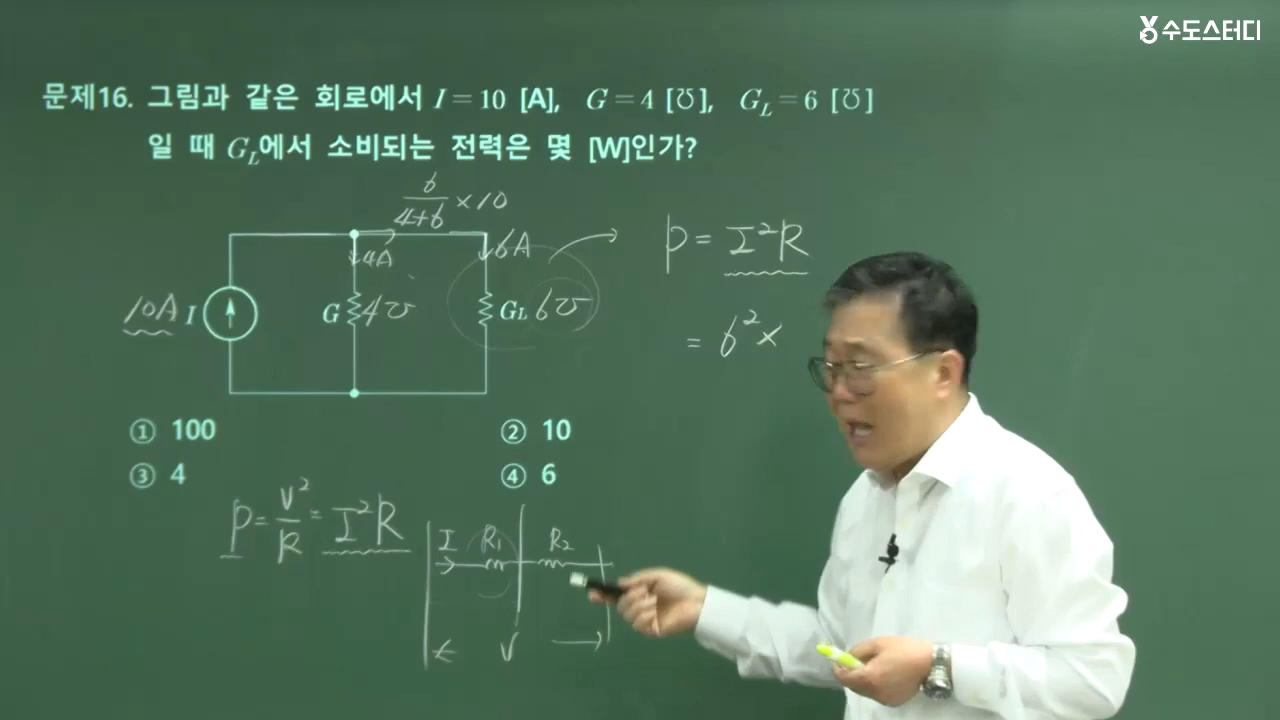 수도스터디
문제16. 그림과 같은 회로에서 I = 10 [A], G = 4 [℧], G_L = 6 [℧]
일 때 G_L에서 소비되는 전력은 몇 [W]인가?
6/4+6 × 10
P = I²R
4A
6A
10A I
G 4℧
G_L 6℧
= 6² ×
① 100
② 10
③ 4
④ 6
P = V²/R = I²R
I R₁ R₂
V